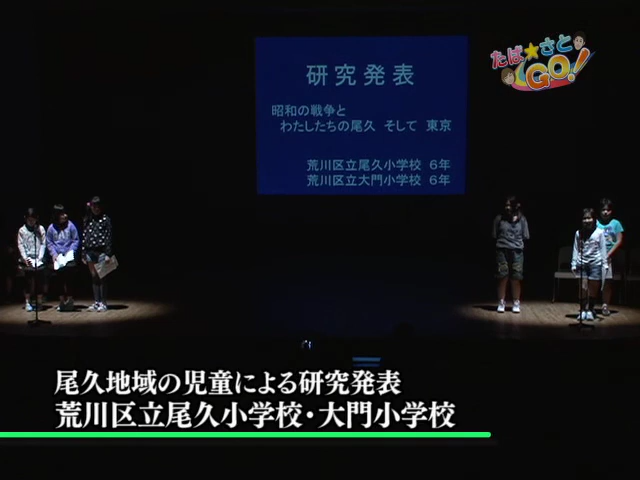 たば★さと
GO!
研究発表
昭和の戦争と
わたしたちの尾久 そして 東京
荒川区立尾久小学校 6年
荒川区立大門小学校 6年
尾久地域の児童による研究発表
荒川区立尾久小学校・大門小学校